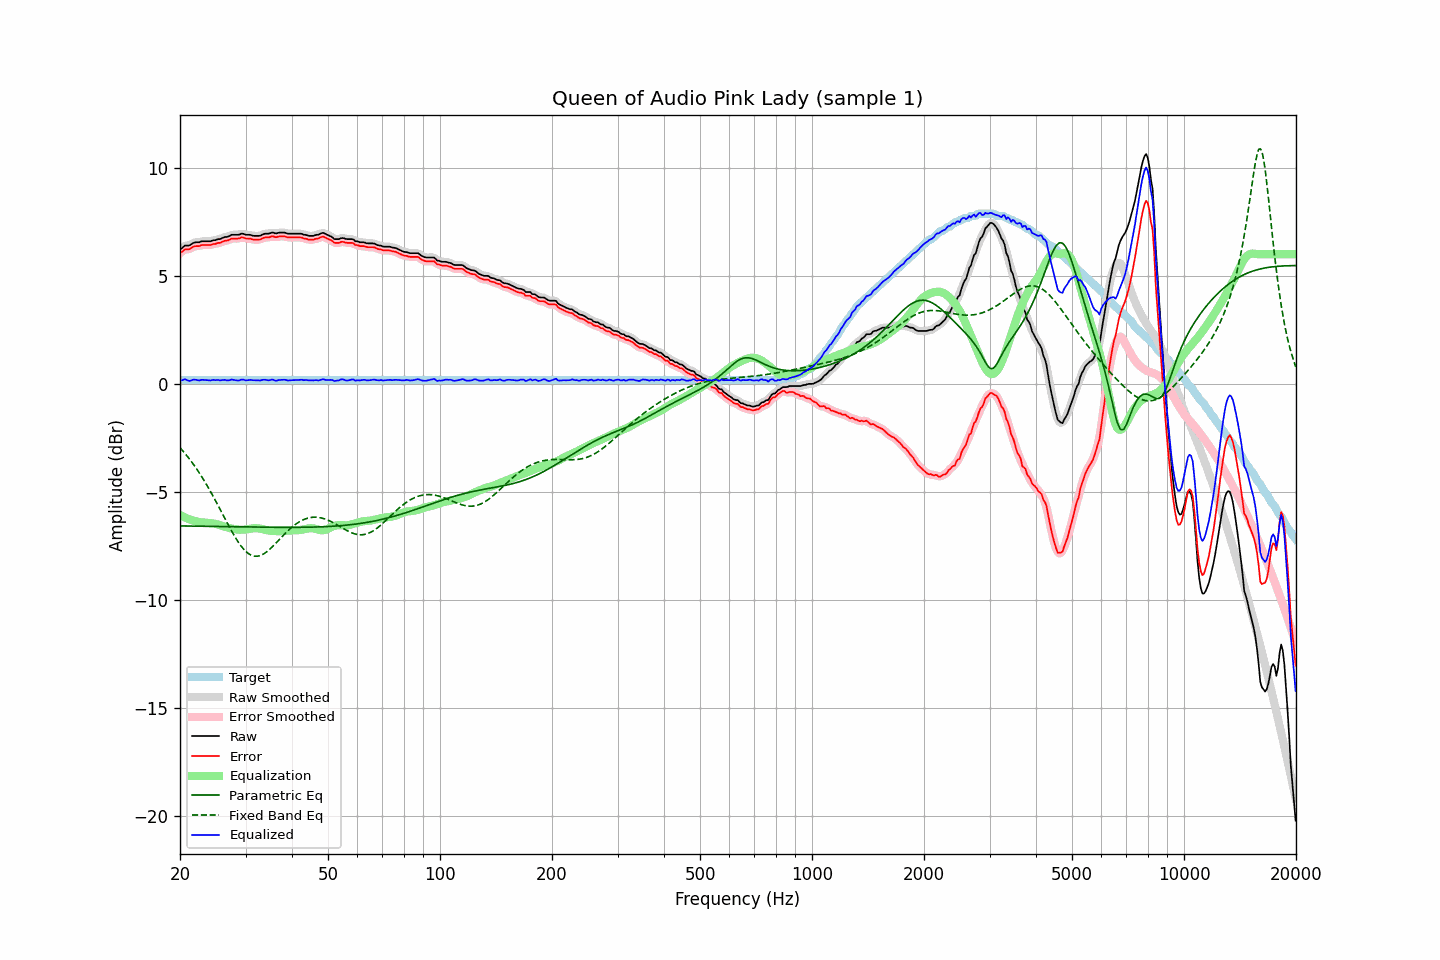 Queen of Audio Pink Lady (sample 1)
Amplitude (dBr)
10
5
0
−5
−10
−15
−20
Target
Raw Smoothed
Error Smoothed
Raw
Error
Equalization
Parametric Eq
Fixed Band Eq
Equalized
20 50 100 200 500 1000 2000 5000 10000 20000
Frequency (Hz)